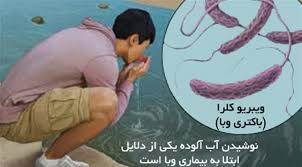 ویبریو کلرا
(باکتری وبا)
نوشیدن آب آلوده یکی از دلایل
ابتلا به بیماری وبا است